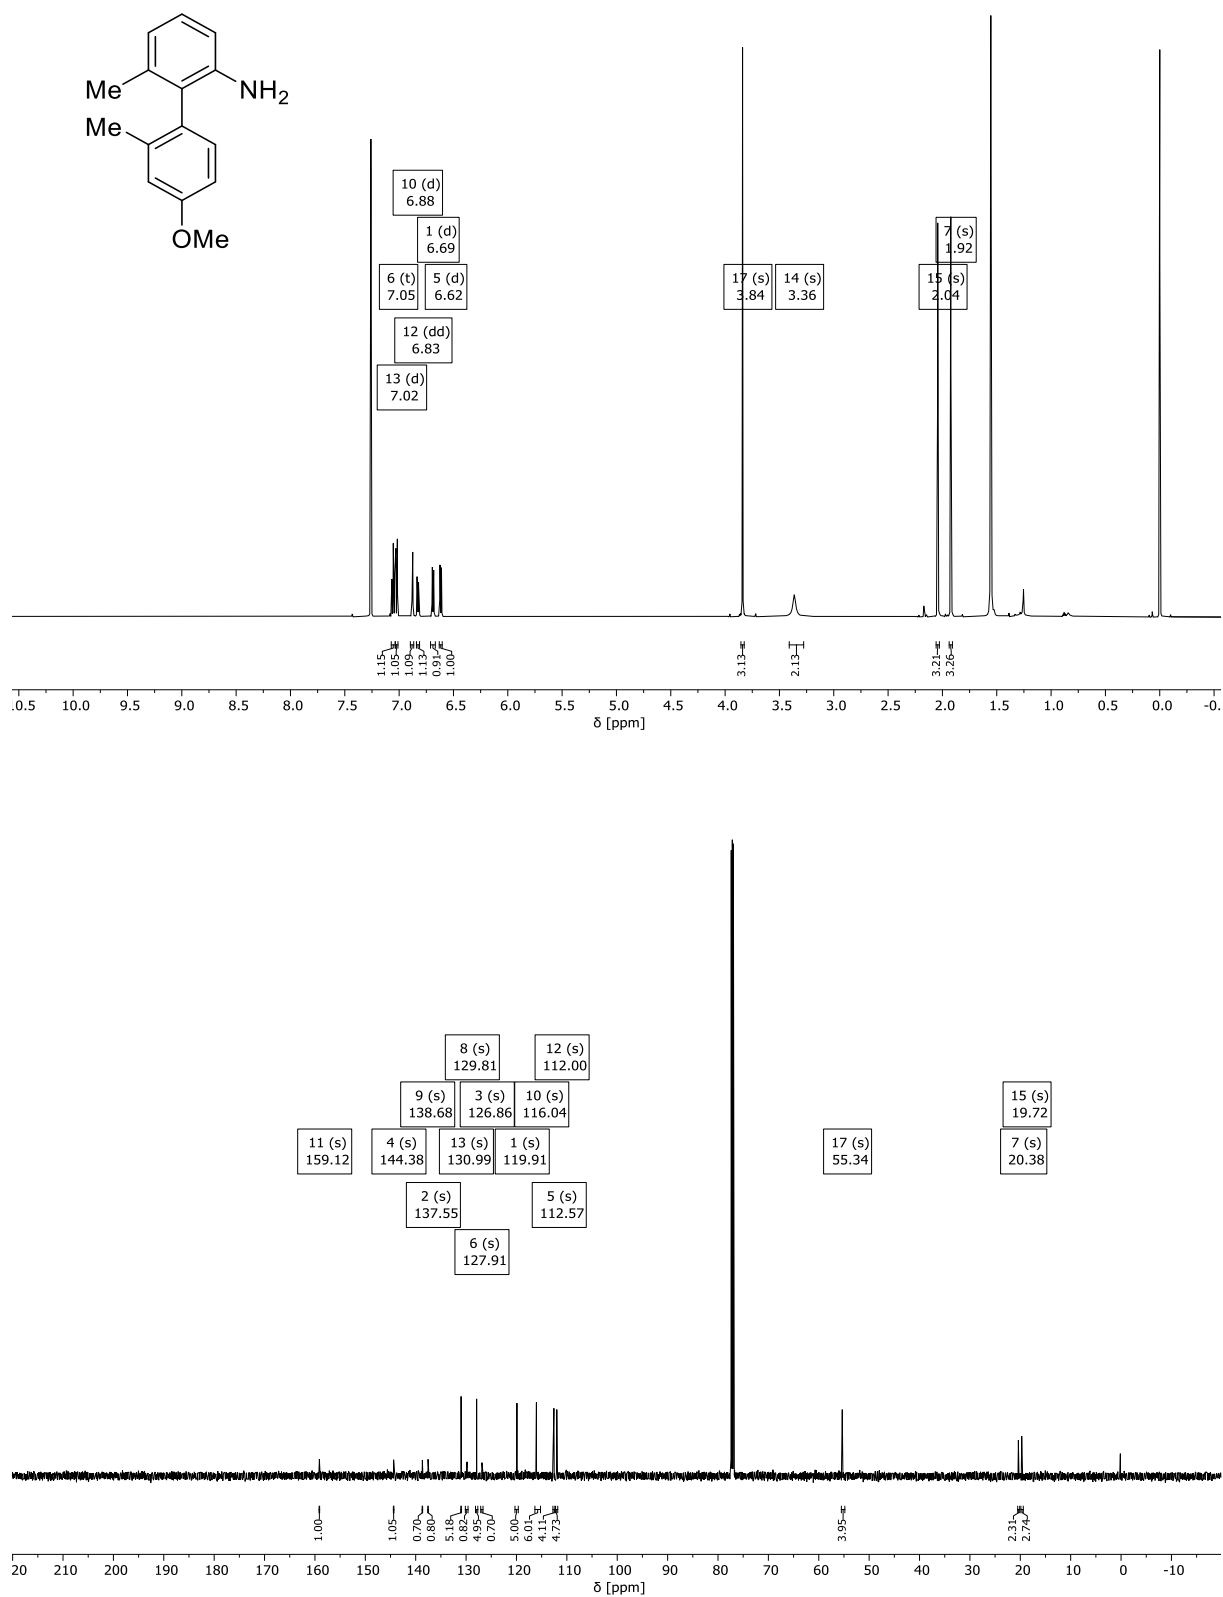 Me
NH2
Me
OMe
10 (d)
6.88
1 (d)
6.69
7 (s)
1.92
6 (t)
7.05
5 (d)
6.62
17 (s)
3.84
14 (s)
3.36
15 (s)
2.04
12 (dd)
6.83
13 (d)
7.02
1.15
1.05
1.09
1.13
0.91
1.00
3.13
2.13
3.21
3.26
.0.5 10.0 9.5 9.0 8.5 8.0 7.5 7.0 6.5 6.0 5.5 5.0 4.5 4.0 3.5 3.0 2.5 2.0 1.5 1.0 0.5 0.0 -0.
δ [ppm]
8 (s)
129.81
12 (s)
112.00
9 (s)
138.68
3 (s)
126.86
10 (s)
116.04
15 (s)
19.72
11 (s)
159.12
4 (s)
144.38
13 (s)
130.99
1 (s)
119.91
17 (s)
55.34
7 (s)
20.38
2 (s)
137.55
5 (s)
112.57
6 (s)
127.91
1.00
1.05
0.70
0.80
5.18
0.82
4.95
0.70
5.00
6.01
4.11
4.73
3.95
2.31
2.74
20 210 200 190 180 170 160 150 140 130 120 110 100 90 80 70 60 50 40 30 20 10 0 -10
δ [ppm]